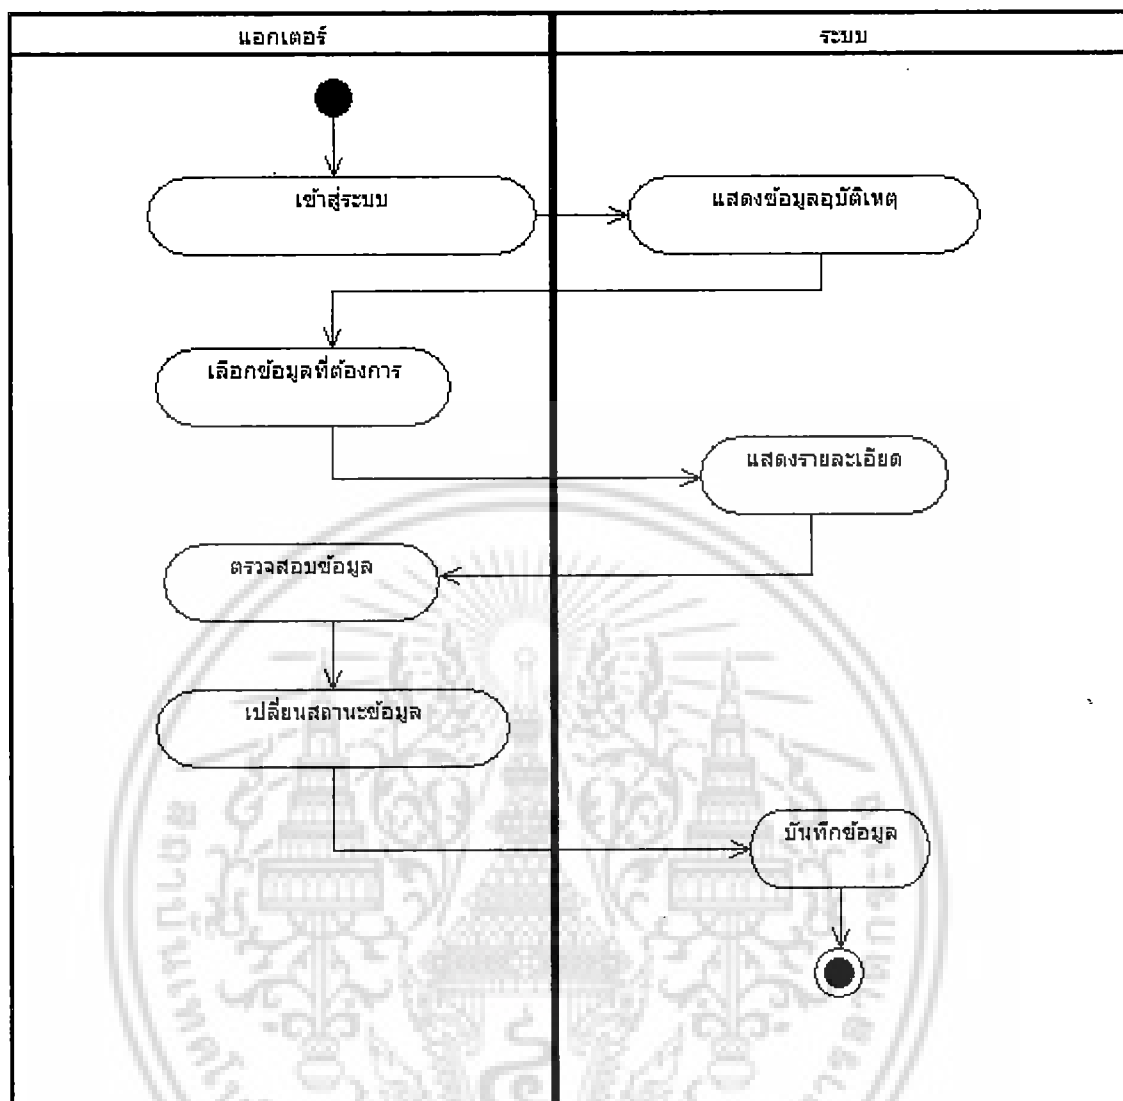 แอกเตอร์
ระบบ
เข้าสู่ระบบ
แสดงข้อมูลอุบัติเหตุ
เลือกข้อมูลที่ต้องการ
แสดงรายละเอียด
ตรวจสอบข้อมูล
เปลี่ยนสถานะข้อมูล
บันทึกข้อมูล